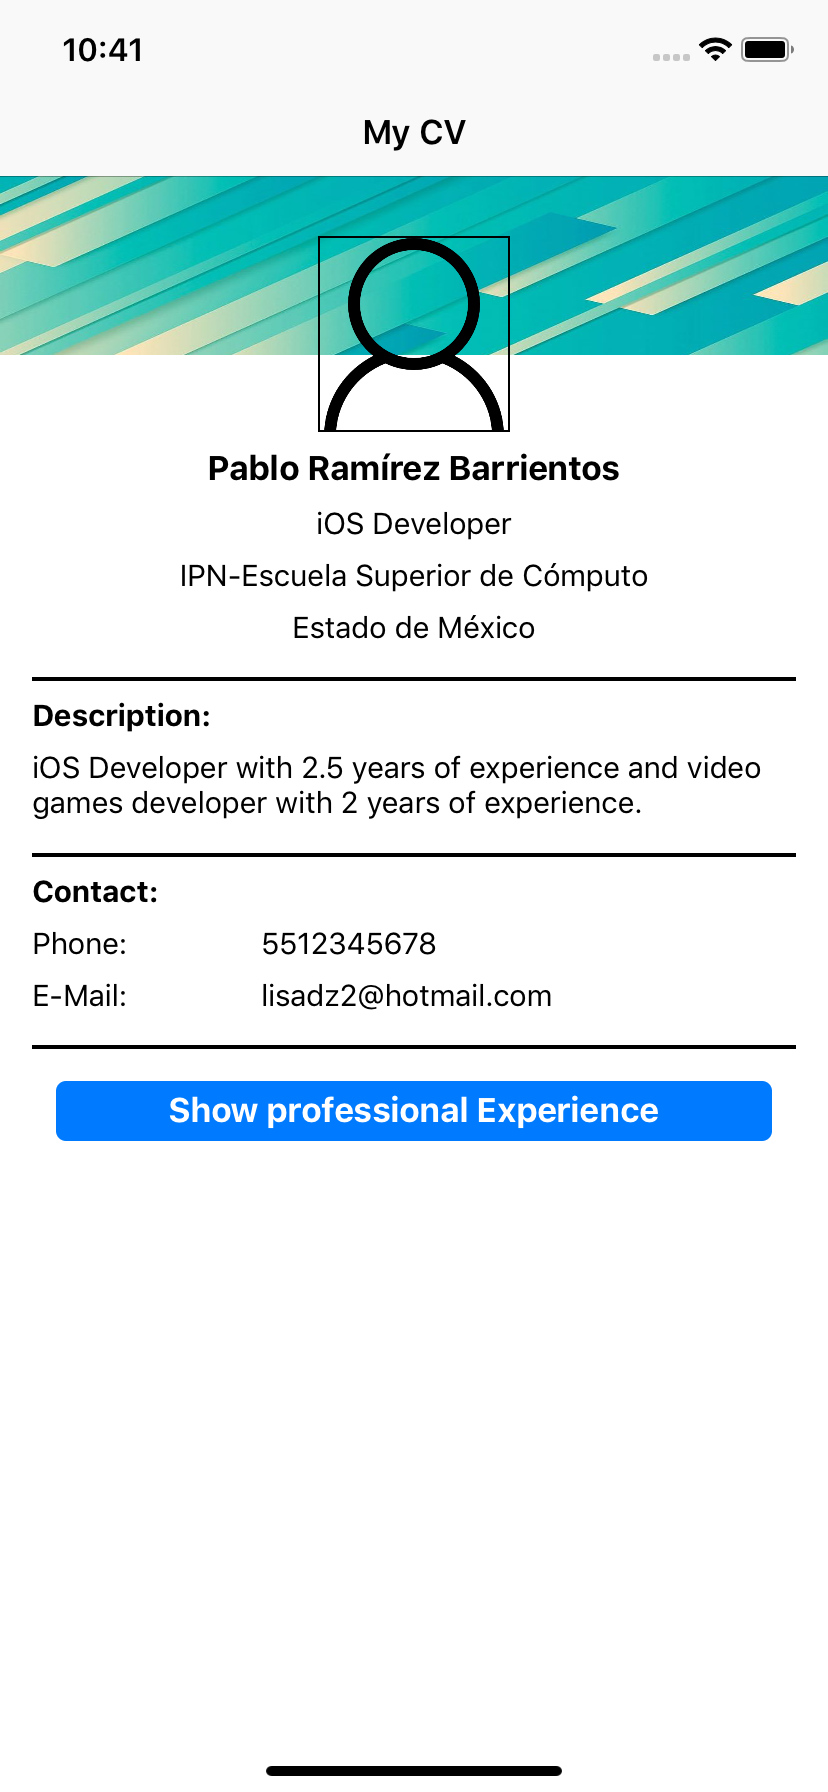 10:41
My CV
Pablo Ramírez Barrientos
iOS Developer
IPN-Escuela Superior de Cómputo
Estado de México
Description:
iOS Developer with 2.5 years of experience and video
games developer with 2 years of experience.
Contact:
Phone: 5512345678
E-Mail: lisadz2@hotmail.com
Show professional Experience